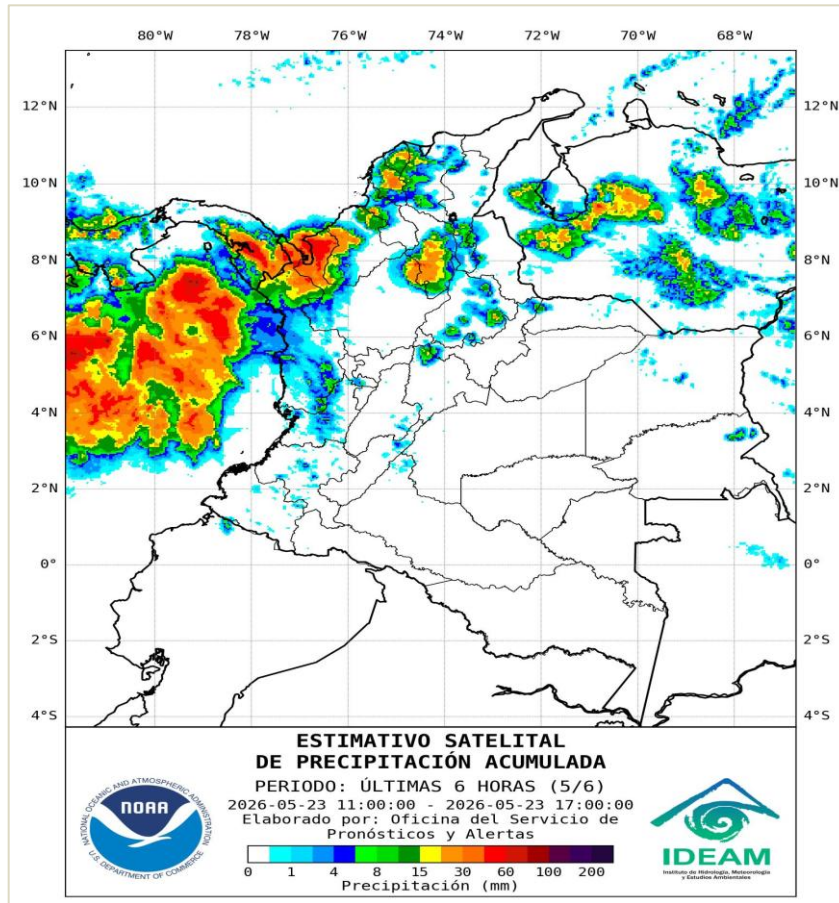 80°W 78°W 76°W 74°W 72°W 70°W 68°W
12°N 12°N
10°N 10°N
8°N 8°N
6°N 6°N
4°N 4°N
2°N 2°N
0° 0°
2°S 2°S
4°S 4°S
ESTIMATIVO SATELITAL
DE PRECIPITACIÓN ACUMULADA
PERIODO: ÚLTIMAS 6 HORAS (5/6)
2026-05-23 11:00:00 - 2026-05-23 17:00:00
Elaborado por: Oficina del Servicio de
Pronósticos y Alertas
0 1 4 8 15 30 60 100 200
Precipitación (mm)
NATIONAL OCEANIC AND ATMOSPHERIC ADMINISTRATION
NOAA
U.S. DEPARTMENT OF COMMERCE
IDEAM
Instituto de Hidrología, Meteorología
y Estudios Ambientales